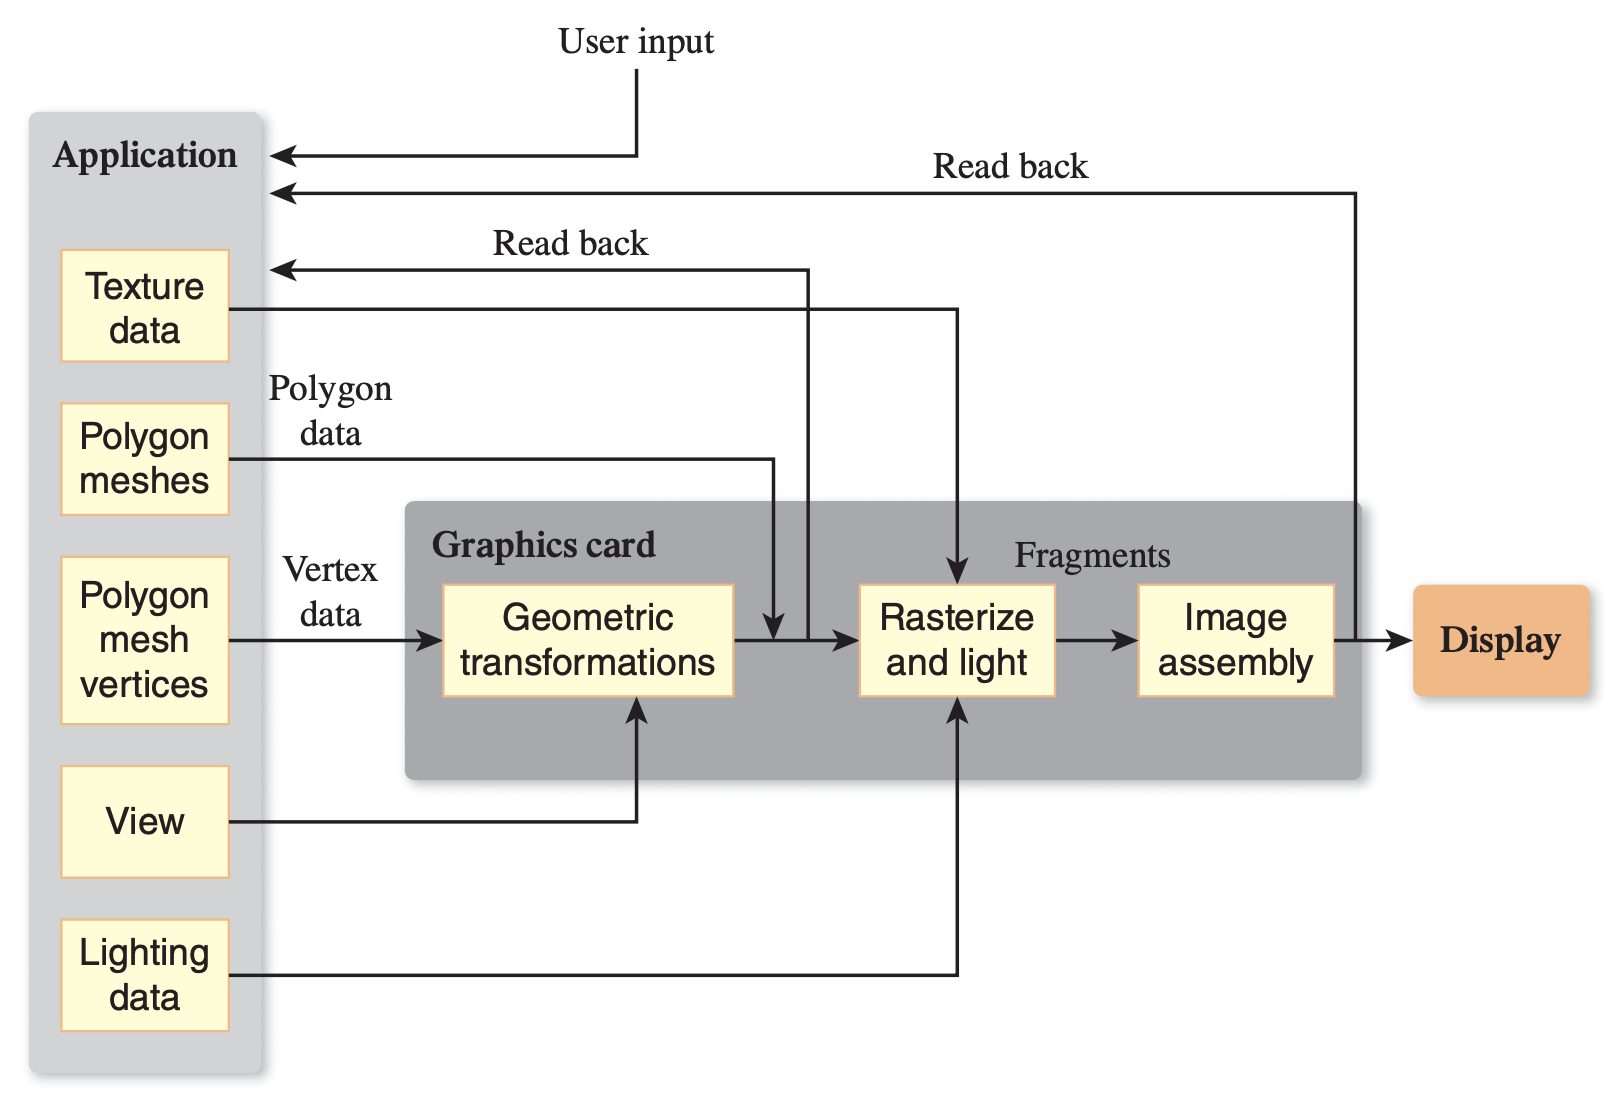 User input
Application
Read back
Read back
Texture
data
Polygon
data
Polygon
meshes
Graphics card
Vertex
data
Fragments
Polygon
mesh
vertices
Geometric
transformations
Rasterize
and light
Image
assembly
Display
View
Lighting
data